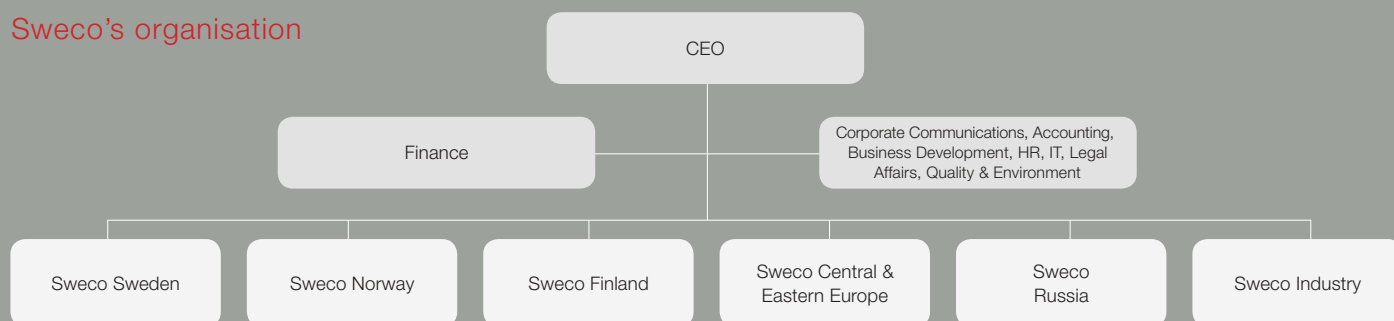 Sweco's organisation
CEO
Finance
Corporate Communications, Accounting,
Business Development, HR, IT, Legal
Affairs, Quality & Environment
Sweco Sweden
Sweco Norway
Sweco Finland
Sweco Central &
Eastern Europe
Sweco
Russia
Sweco Industry